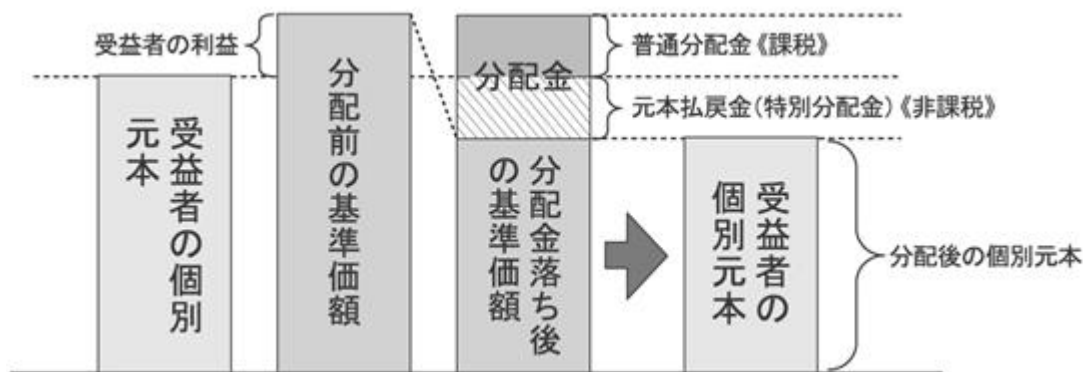 受益者の利益
受益者の個別
元本
分配前の基準価額
分配金
分配金落ち後
の基準価額
普通分配金《課税》
元本払戻金(特別分配金)《非課税》
受益者の
個別元本
分配後の個別元本